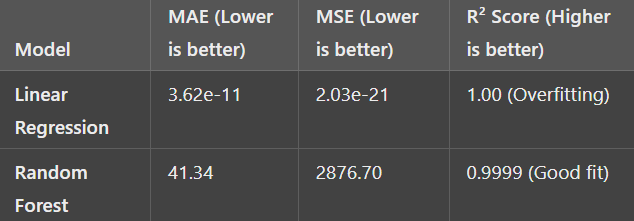 Model MAE (Lower is better) MSE (Lower is better) R² Score (Higher is better)
Linear Regression 3.62e-11 2.03e-21 1.00 (Overfitting)
Random Forest 41.34 2876.70 0.9999 (Good fit)